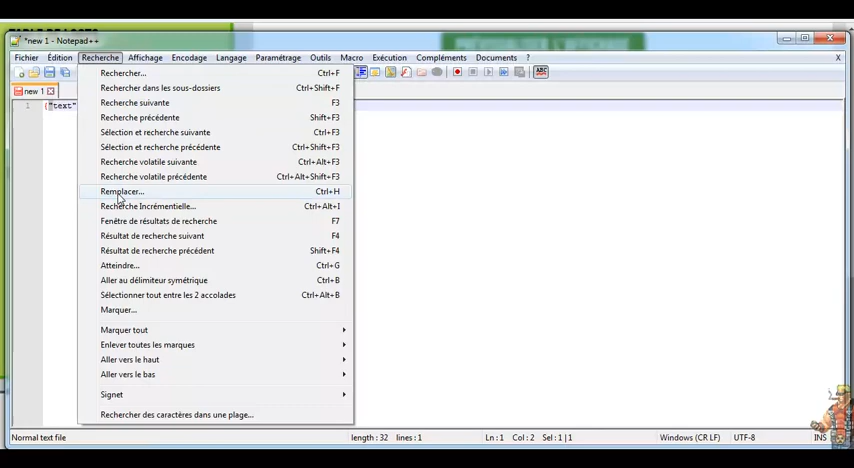 *new 1 - Notepad++
Fichier Édition Recherche Affichage Encodage Langage Paramétrage Outils Macro Exécution Compléments Documents ? X
new 1
1 {"text"
Rechercher... Ctrl+F
Rechercher dans les sous-dossiers Ctrl+Shift+F
Recherche suivante F3
Recherche précédente Shift+F3
Sélection et recherche suivante Ctrl+F3
Sélection et recherche précédente Ctrl+Shift+F3
Recherche volatile suivante Ctrl+Alt+F3
Recherche volatile précédente Ctrl+Alt+Shift+F3
Remplacer... Ctrl+H
Recherche Incrémentielle... Ctrl+Alt+I
Fenêtre de résultats de recherche F7
Résultat de recherche suivant F4
Résultat de recherche précédent Shift+F4
Atteindre... Ctrl+G
Aller au délimiteur symétrique Ctrl+B
Sélectionner tout entre les 2 accolades Ctrl+Alt+B
Marquer...
Marquer tout
Enlever toutes les marques
Aller vers le haut
Aller vers le bas
Signet
Rechercher des caractères dans une plage...
Normal text file length : 32 lines : 1 Ln : 1 Col : 2 Sel : 1 | 1 Windows (CR LF) UTF-8 INS